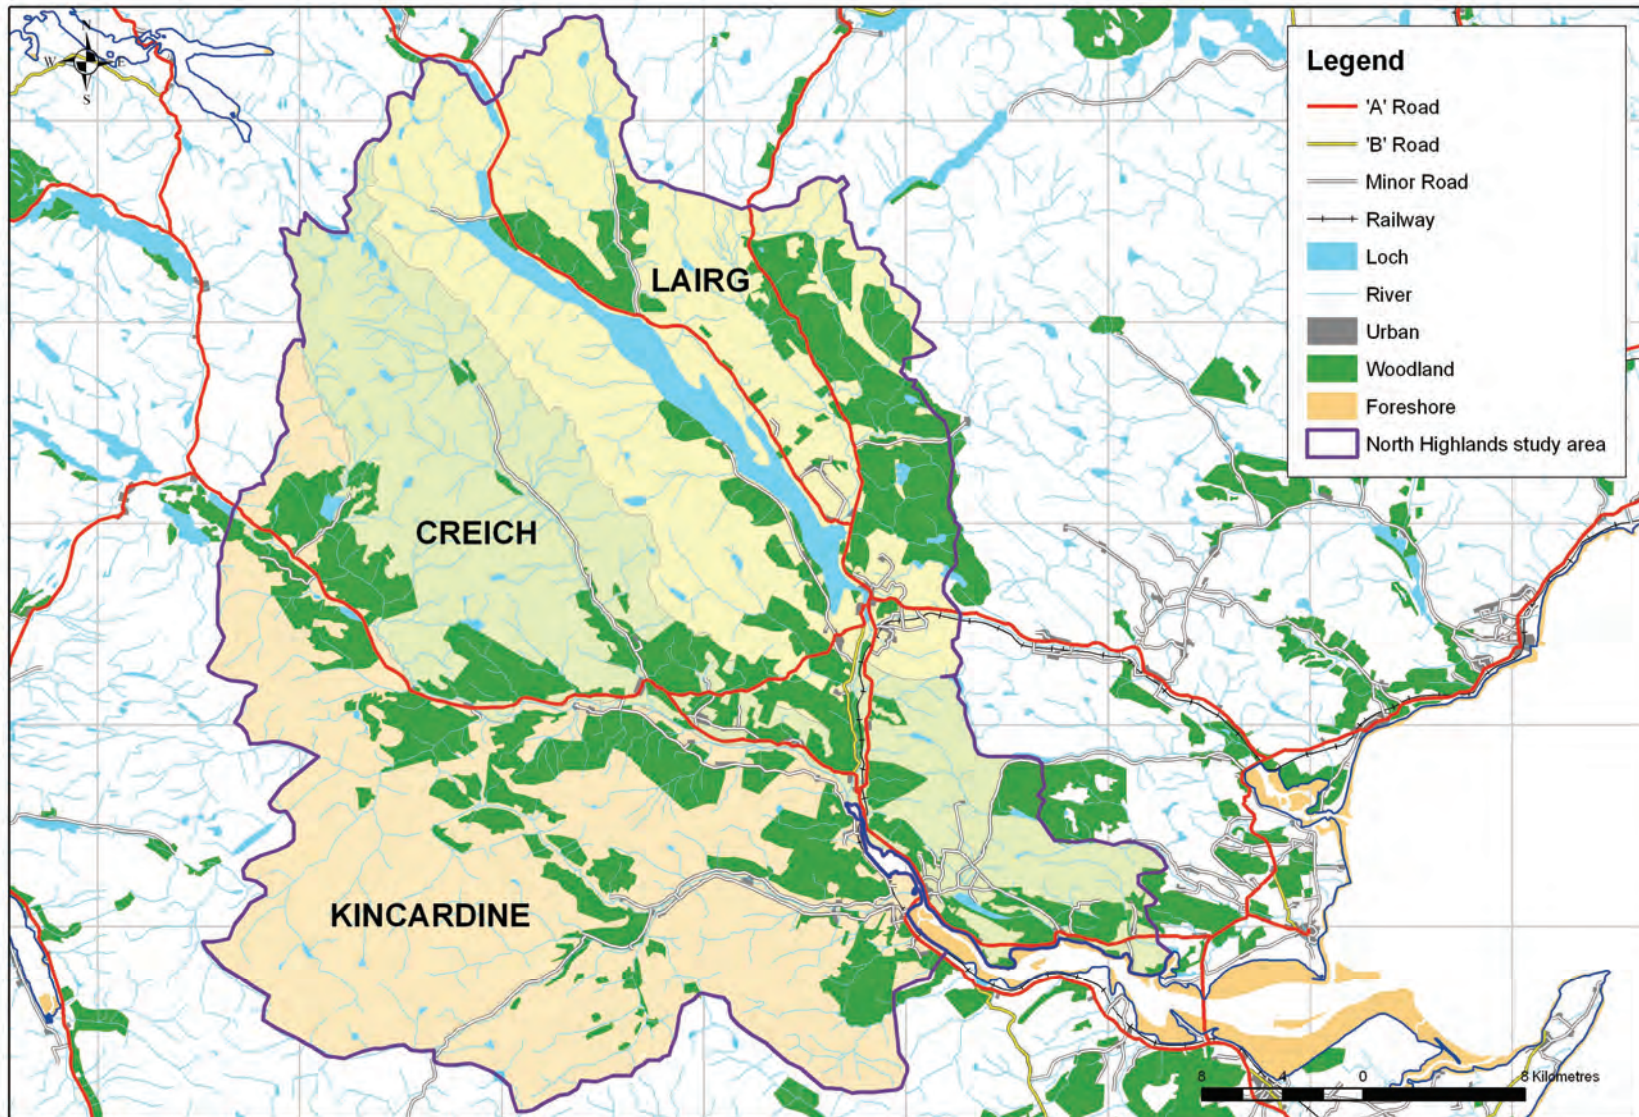 N
W E
S
LAIRG
CREICH
KINCARDINE
Legend
'A' Road
'B' Road
Minor Road
Railway
Loch
River
Urban
Woodland
Foreshore
North Highlands study area
8 4 0 8 Kilometres